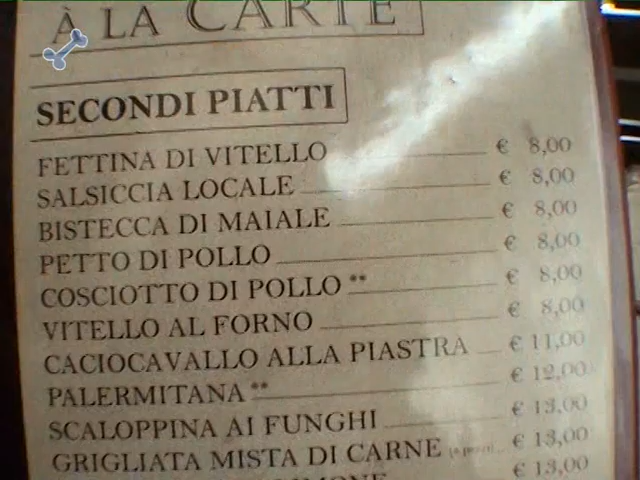 À LA CARTE
SECONDI PIATTI
FETTINA DI VITELLO € 8,00
SALSICCIA LOCALE € 8,00
BISTECCA DI MAIALE € 8,00
PETTO DI POLLO € 8,00
COSCIOTTO DI POLLO ** € 8,00
VITELLO AL FORNO € 8,00
CACIOCAVALLO ALLA PIASTRA € 11,00
PALERMITANA ** € 12,00
SCALOPPINA AI FUNGHI € 13,00
GRIGLIATA MISTA DI CARNE € 13,00
€ 13,00